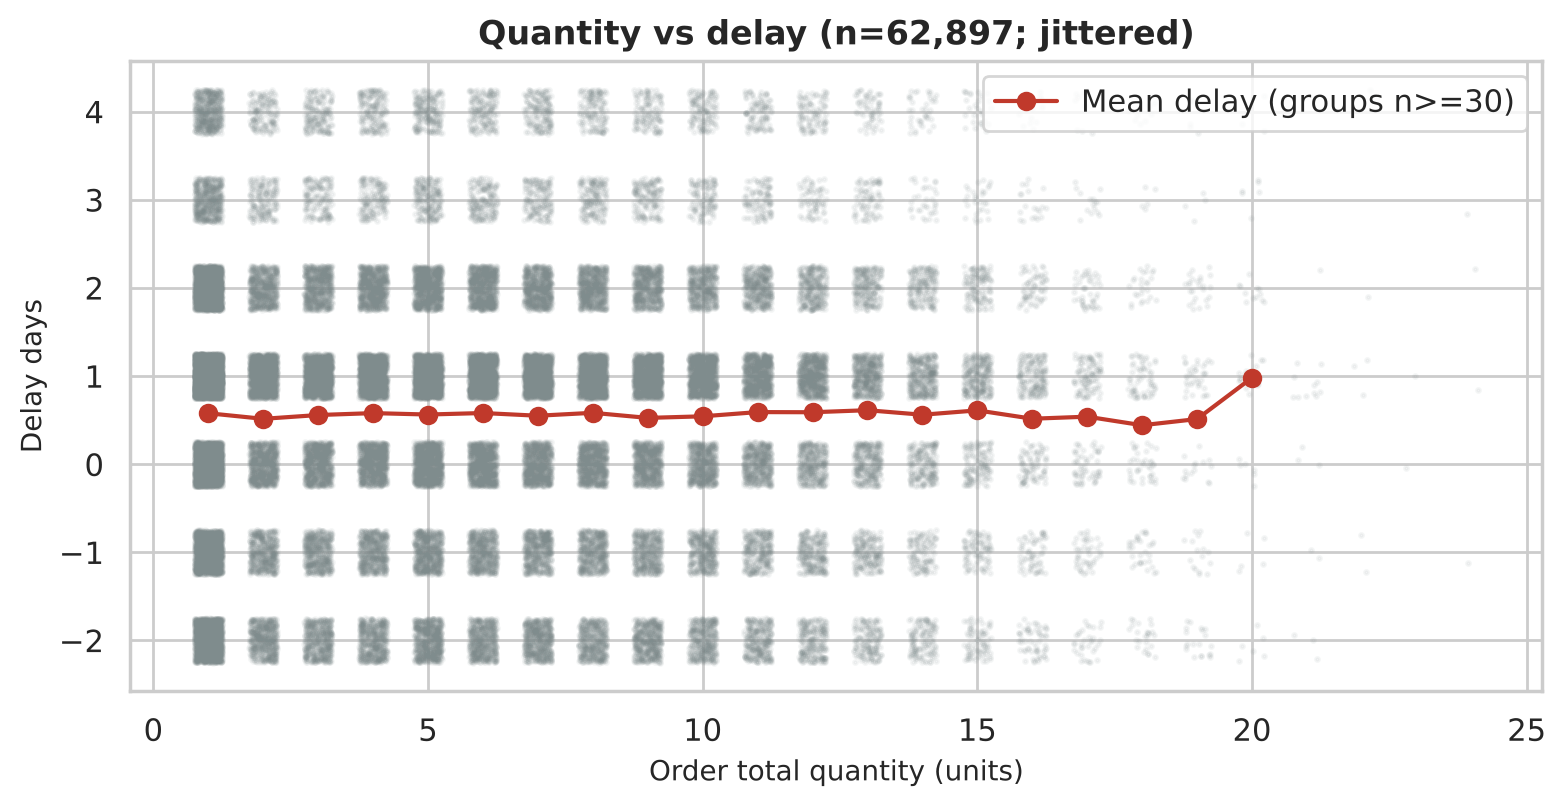 Quantity vs delay (n=62,897; jittered)
Mean delay (groups n>=30)
Delay days
4
3
2
1
0
−1
−2
0 5 10 15 20 25
Order total quantity (units)